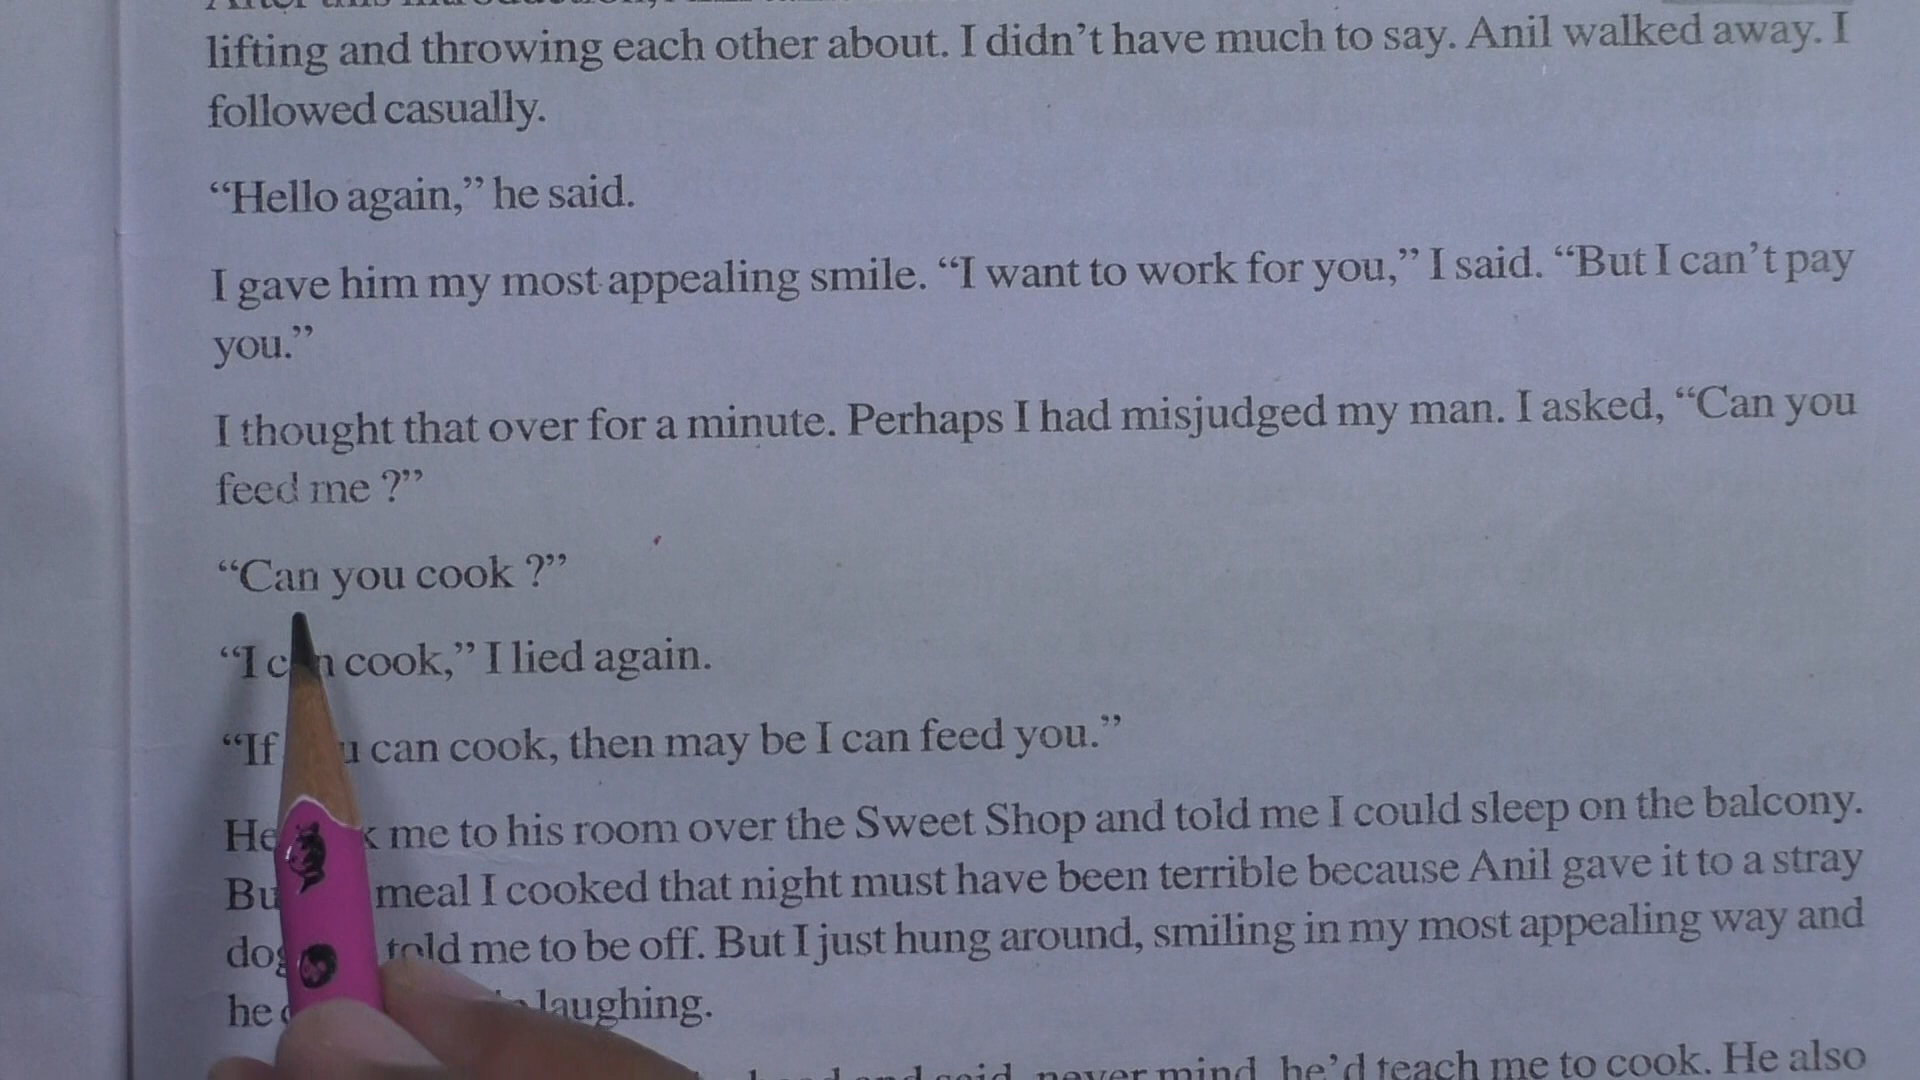 lifting and throwing each other about. I didn't have much to say. Anil walked away. I
followed casually.
“Hello again,” he said.
I gave him my most appealing smile. “I want to work for you,” I said. “But I can't pay
you.”
I thought that over for a minute. Perhaps I had misjudged my man. I asked, “Can you
feed me ?”
“Can you cook ?”
“I can cook,” I lied again.
“If can cook, then may be I can feed you.”
me to his room over the Sweet Shop and told me I could sleep on the balcony.
meal I cooked that night must have been terrible because Anil gave it to a stray
told me to be off. But I just hung around, smiling in my most appealing way and
he laughing.
said, never mind, he'd teach me to cook. He also